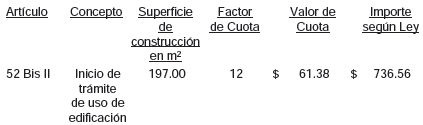 Artículo Concepto Superficie de construcción en m² Factor de Cuota Valor de Cuota Importe según Ley
52 Bis II Inicio de trámite de uso de edificación 197.00 12 $ 61.38 $ 736.56